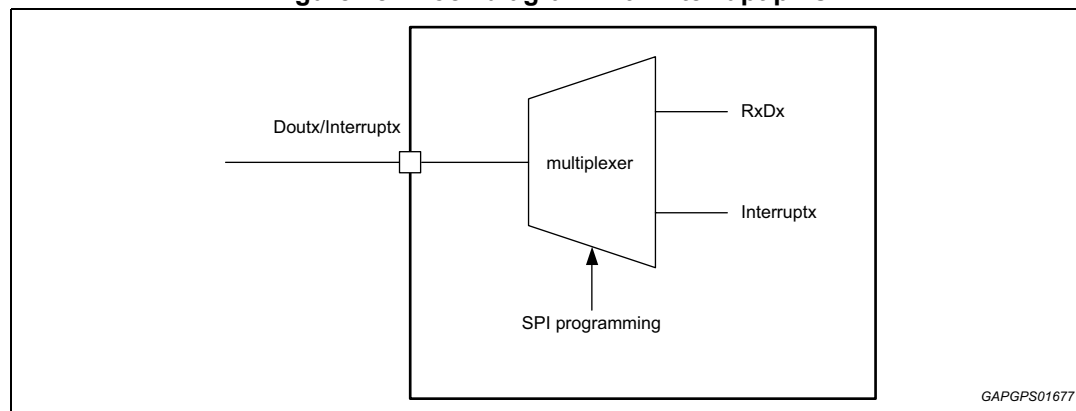 Doutx/Interruptx
RxDx
multiplexer
Interruptx
SPI programming
GAPGPS01677